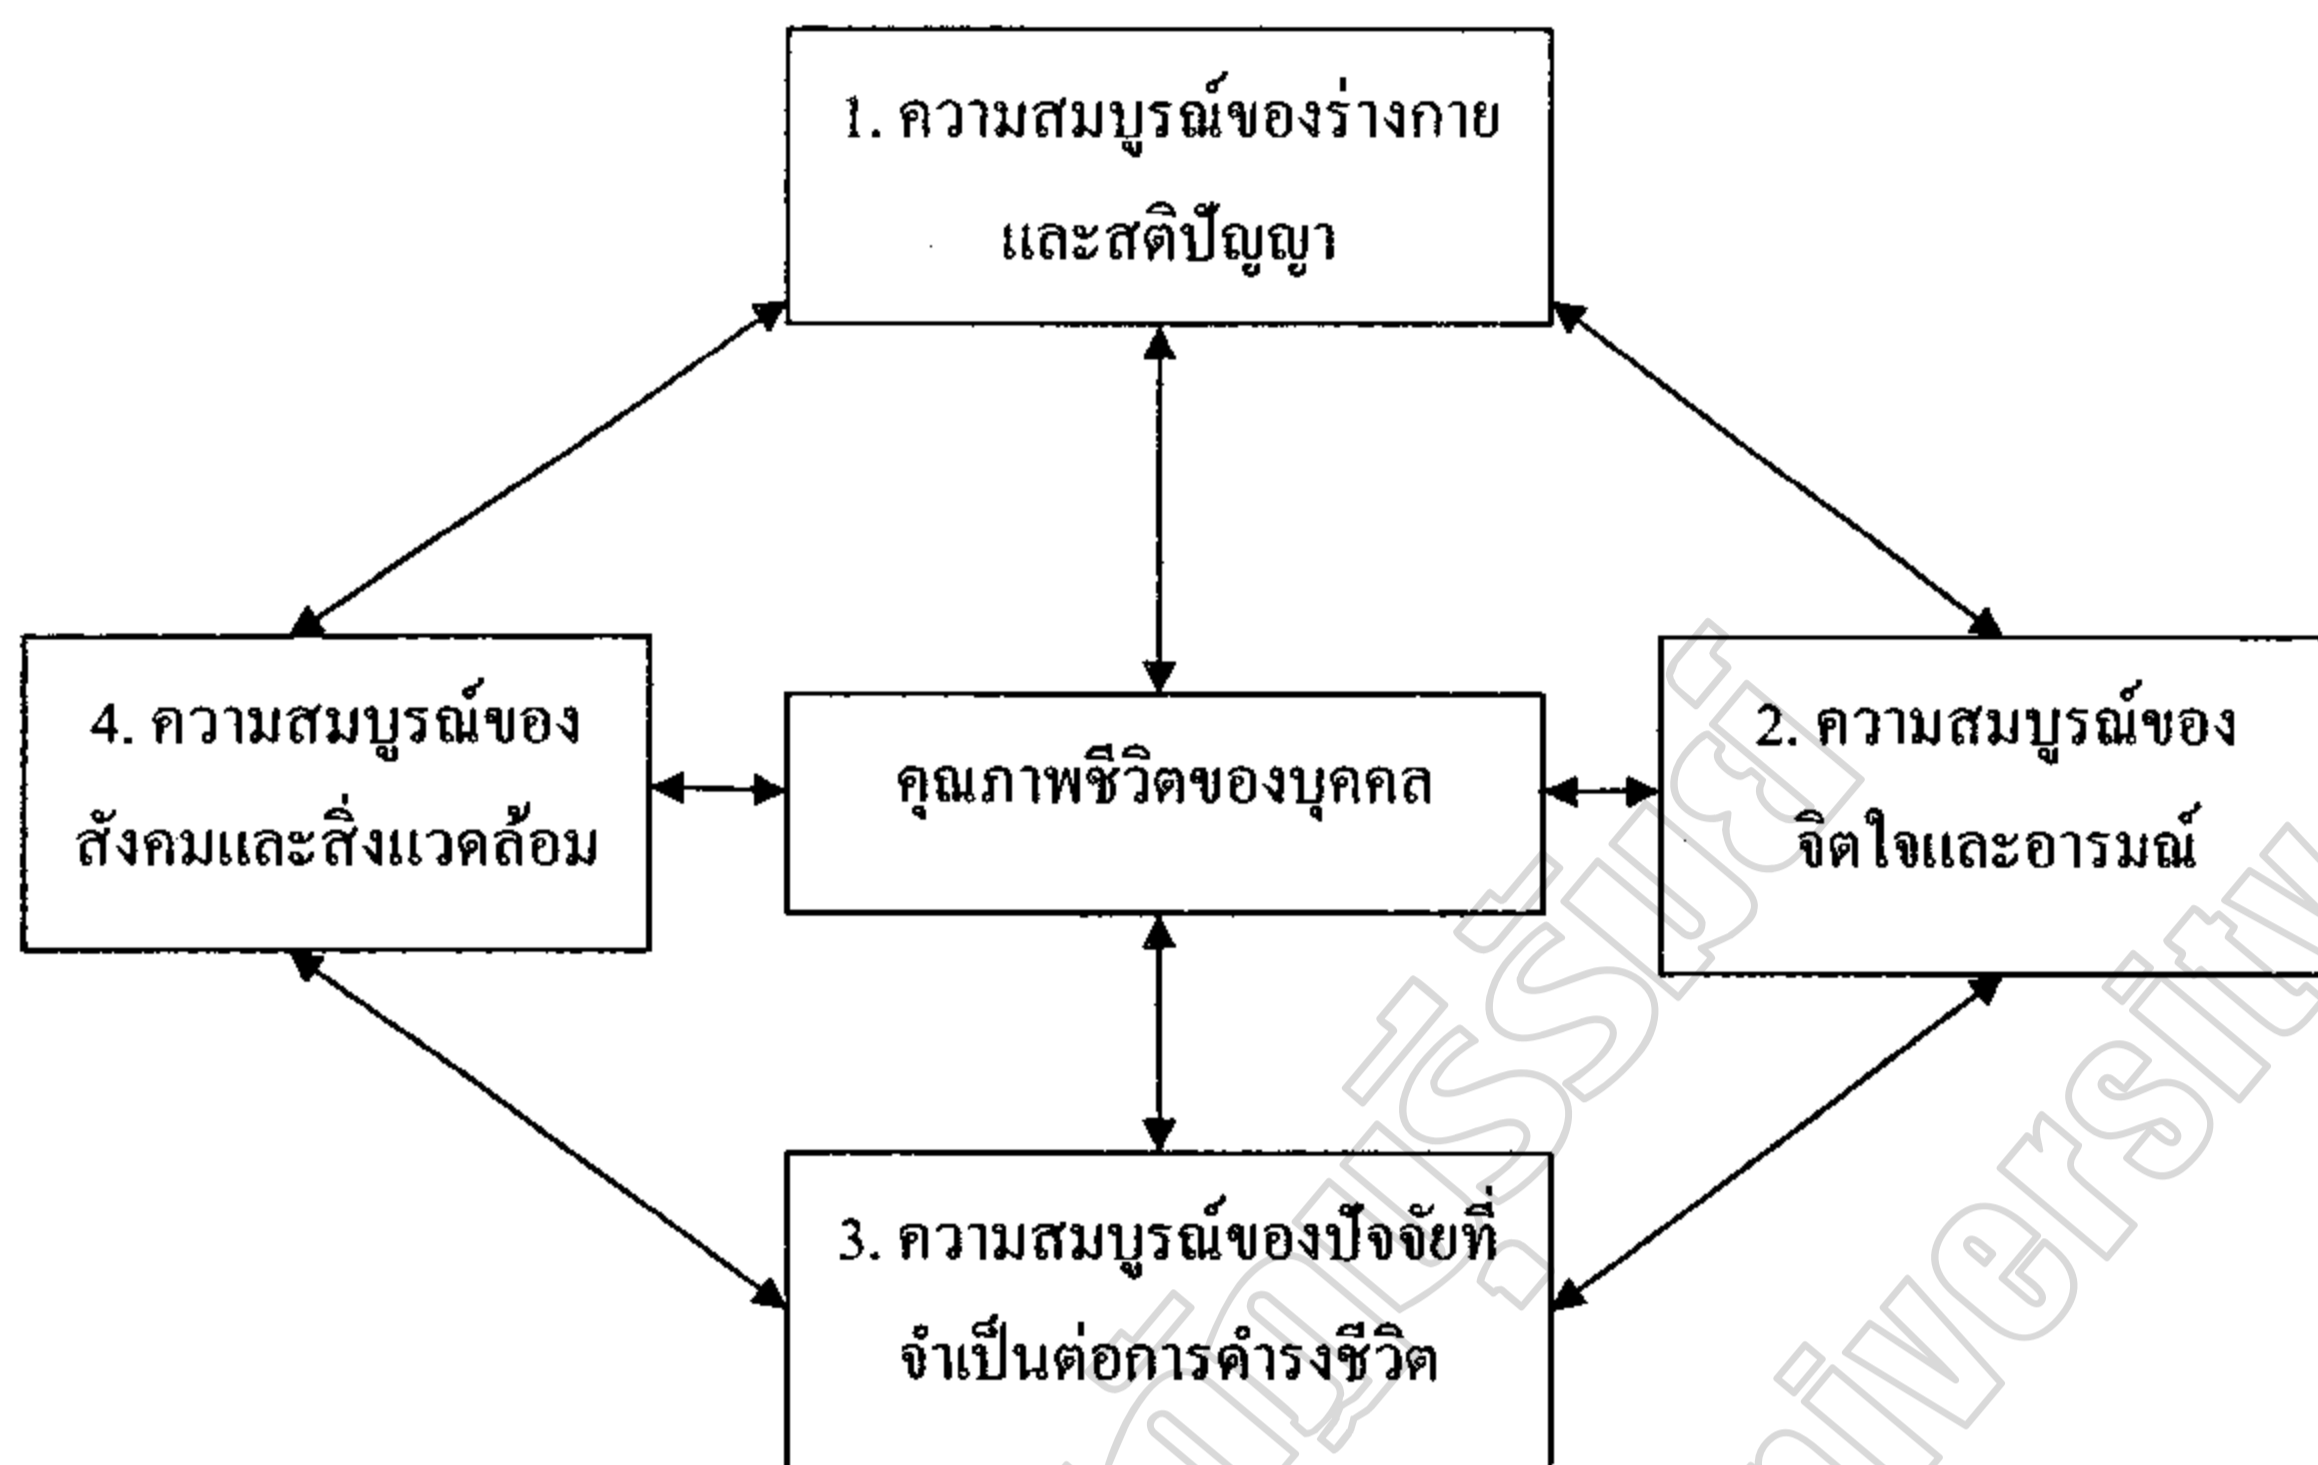 1. ความสมบูรณ์ของร่างกาย
และสติปัญญา
4. ความสมบูรณ์ของ
สังคมและสิ่งแวดล้อม
คุณภาพชีวิตของบุคคล
2. ความสมบูรณ์ของ
จิตใจและอารมณ์
3. ความสมบูรณ์ของปัจจัยที่
จำเป็นต่อการดำรงชีวิต